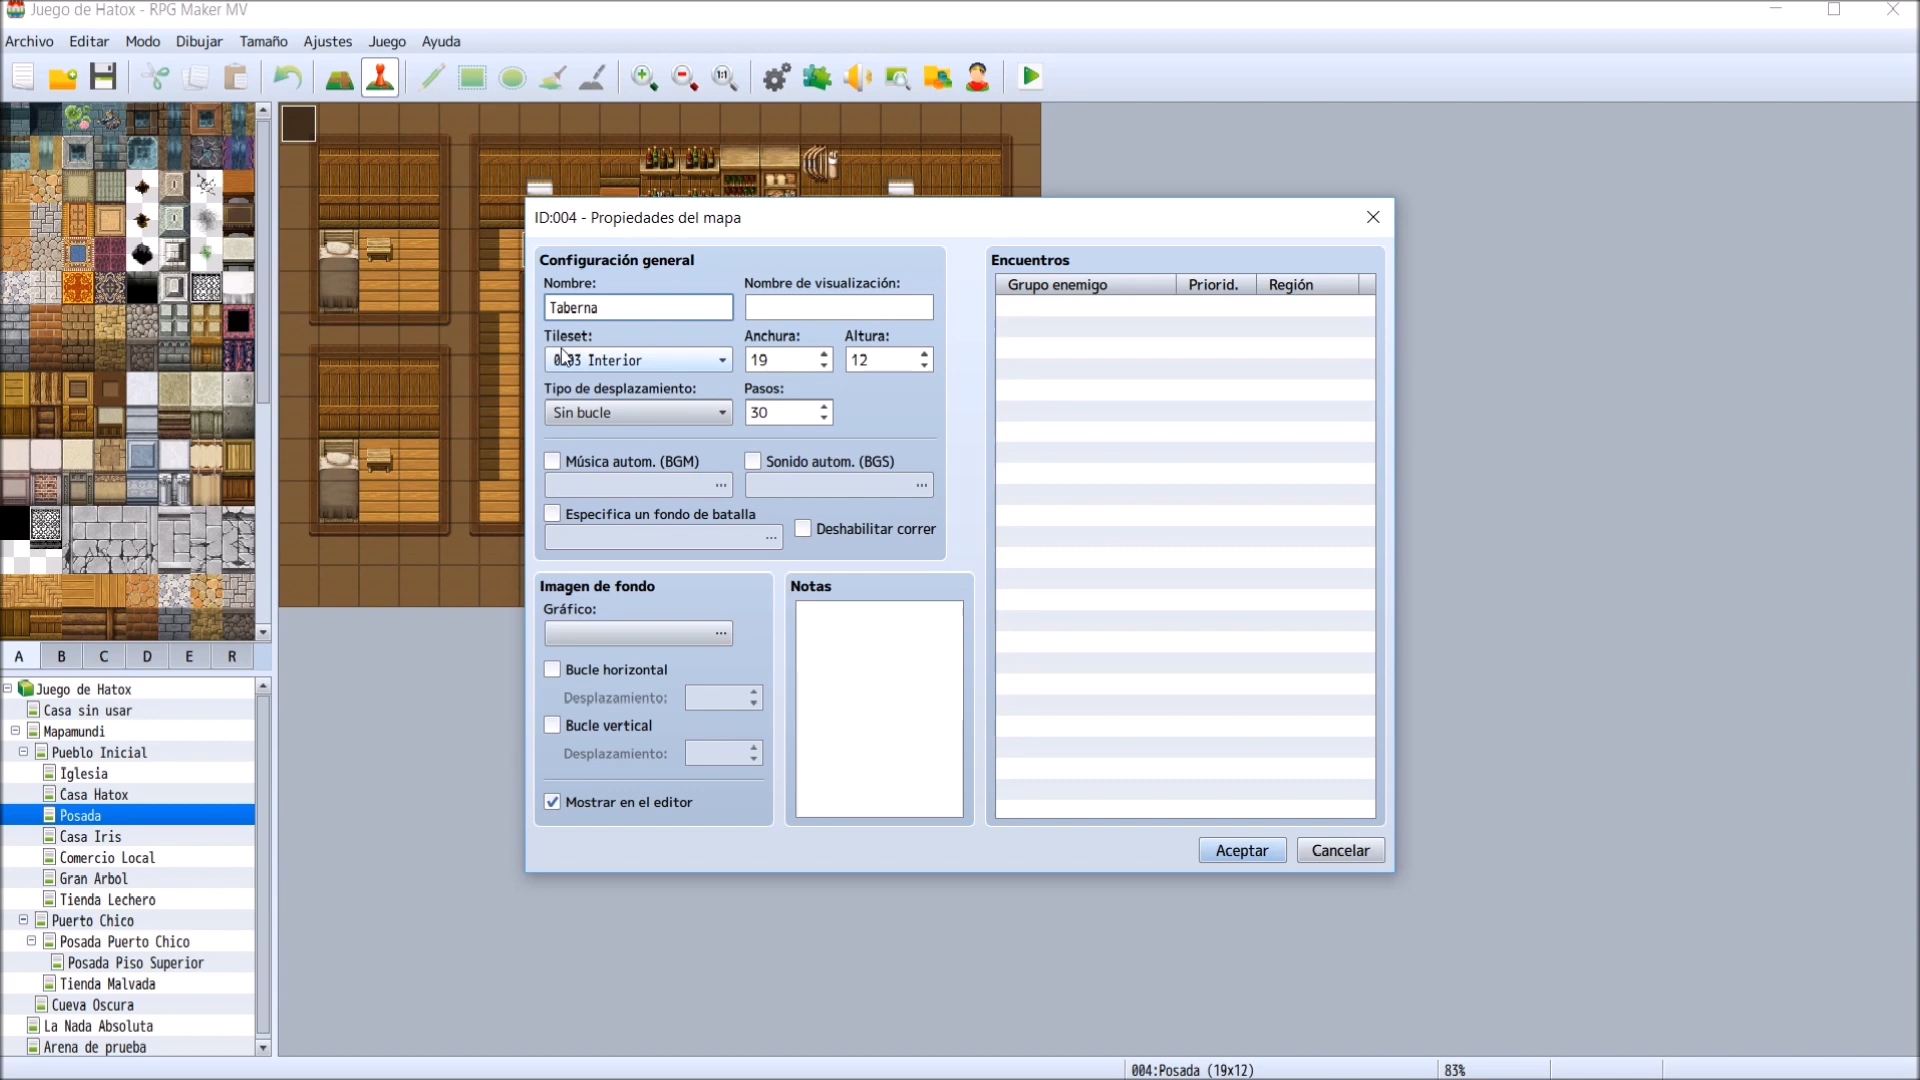 Juego de Hatox - RPG Maker MV
Archivo Editar Modo Dibujar Tamaño Ajustes Juego Ayuda
1:1
ID:004 - Propiedades del mapa
Configuración general
Nombre: Nombre de visualización:
Taberna
Tileset: Anchura: Altura:
Interior 19 12
Tipo de desplazamiento: Pasos:
Sin bucle 30
Música autom. (BGM) Sonido autom. (BGS)
... ...
Especifica un fondo de batalla
Deshabilitar correr
...
Imagen de fondo
Gráfico:
...
Bucle horizontal
Desplazamiento:
Bucle vertical
Desplazamiento:
Mostrar en el editor
Notas
Encuentros
Grupo enemigo Priorid. Región
Aceptar Cancelar
A B C D E R
Juego de Hatox
Casa sin usar
Mapamundi
Pueblo Inicial
Iglesia
Casa Hatox
Posada
Casa Iris
Comercio Local
Gran Arbol
Tienda Lechero
Puerto Chico
Posada Puerto Chico
Posada Piso Superior
Tienda Malvada
Cueva Oscura
La Nada Absoluta
Arena de prueba
004:Posada (19x12) 83%